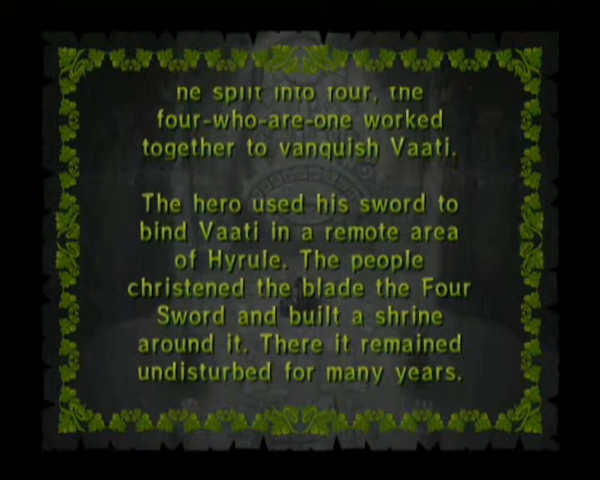 he split into four, the
four-who-are-one worked
together to vanquish Vaati.
The hero used his sword to
bind Vaati in a remote area
of Hyrule. The people
christened the blade the Four
Sword and built a shrine
around it. There it remained
undisturbed for many years.